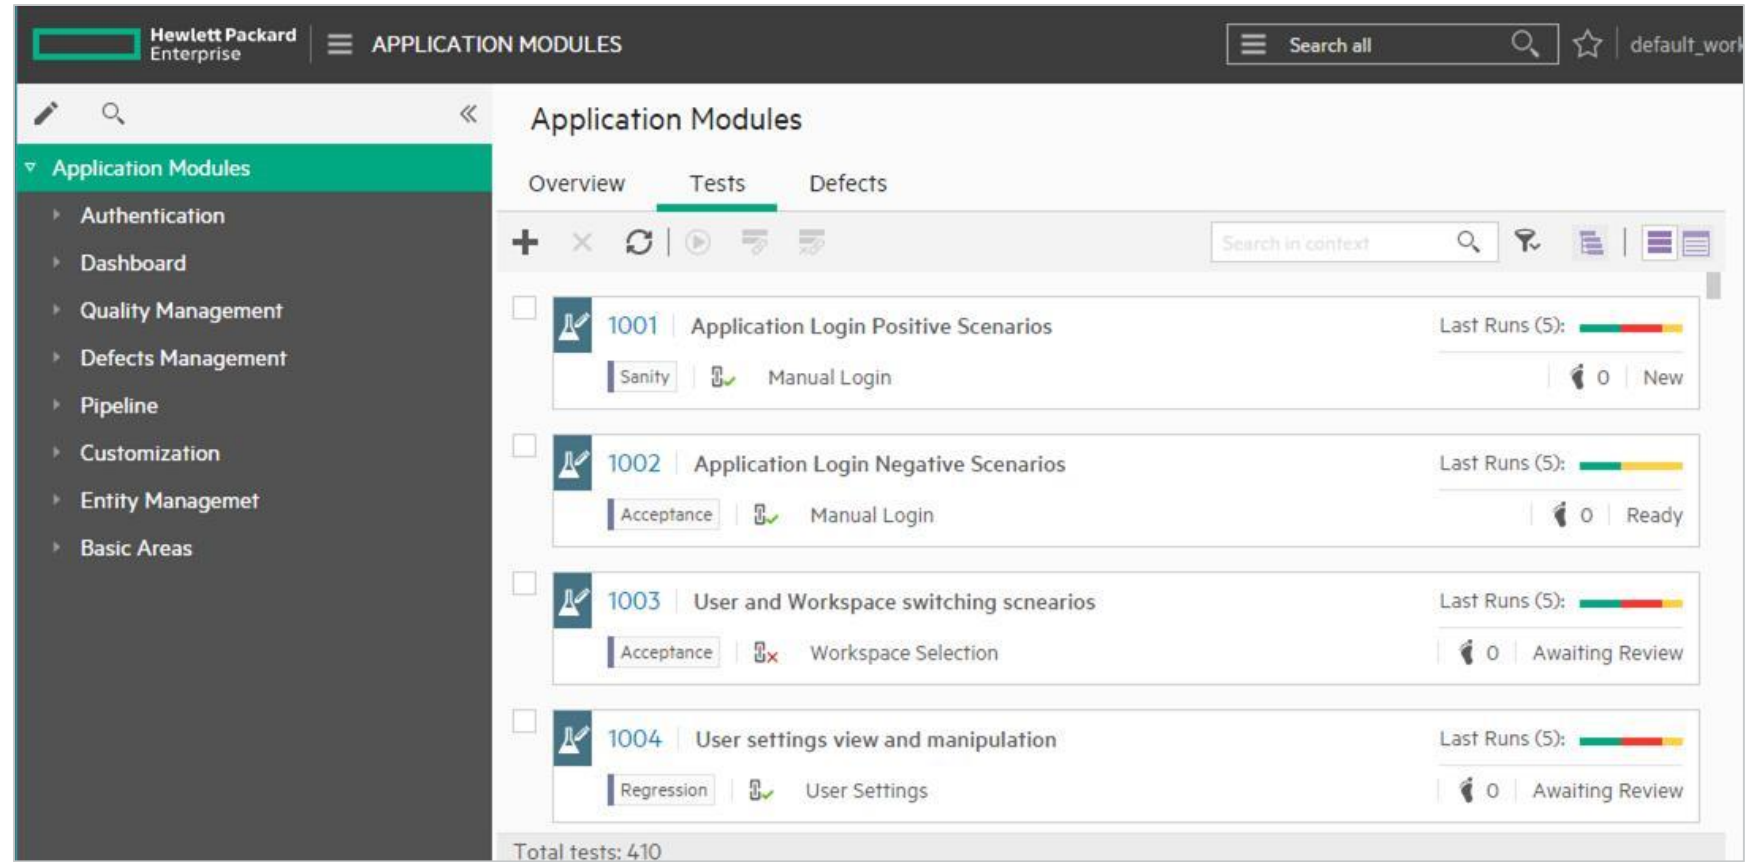 Hewlett Packard
Enterprise
APPLICATION MODULES
Search all
default_work
Application Modules
Authentication
Dashboard
Quality Management
Defects Management
Pipeline
Customization
Entity Managemet
Basic Areas
Application Modules
Overview Tests Defects
Search in context
1001 Application Login Positive Scenarios Last Runs (5):
Sanity Manual Login 0 New
1002 Application Login Negative Scenarios Last Runs (5):
Acceptance Manual Login 0 Ready
1003 User and Workspace switching scnearios Last Runs (5):
Acceptance Workspace Selection 0 Awaiting Review
1004 User settings view and manipulation Last Runs (5):
Regression User Settings 0 Awaiting Review
Total tests: 410